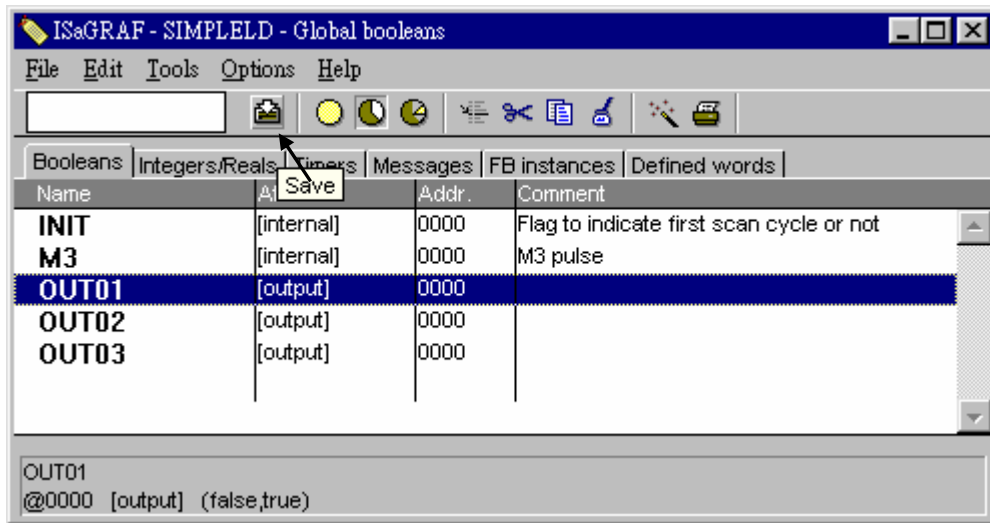 ISaGRAF - SIMPLELD - Global booleans
File Edit Tools Options Help
Booleans Integers/Reals Timers Messages FB instances Defined words
Save
Name Addr. Comment
INIT [internal] 0000 Flag to indicate first scan cycle or not
M3 [internal] 0000 M3 pulse
OUT01 [output] 0000
OUT02 [output] 0000
OUT03 [output] 0000
OUT01
@0000 [output] (false,true)